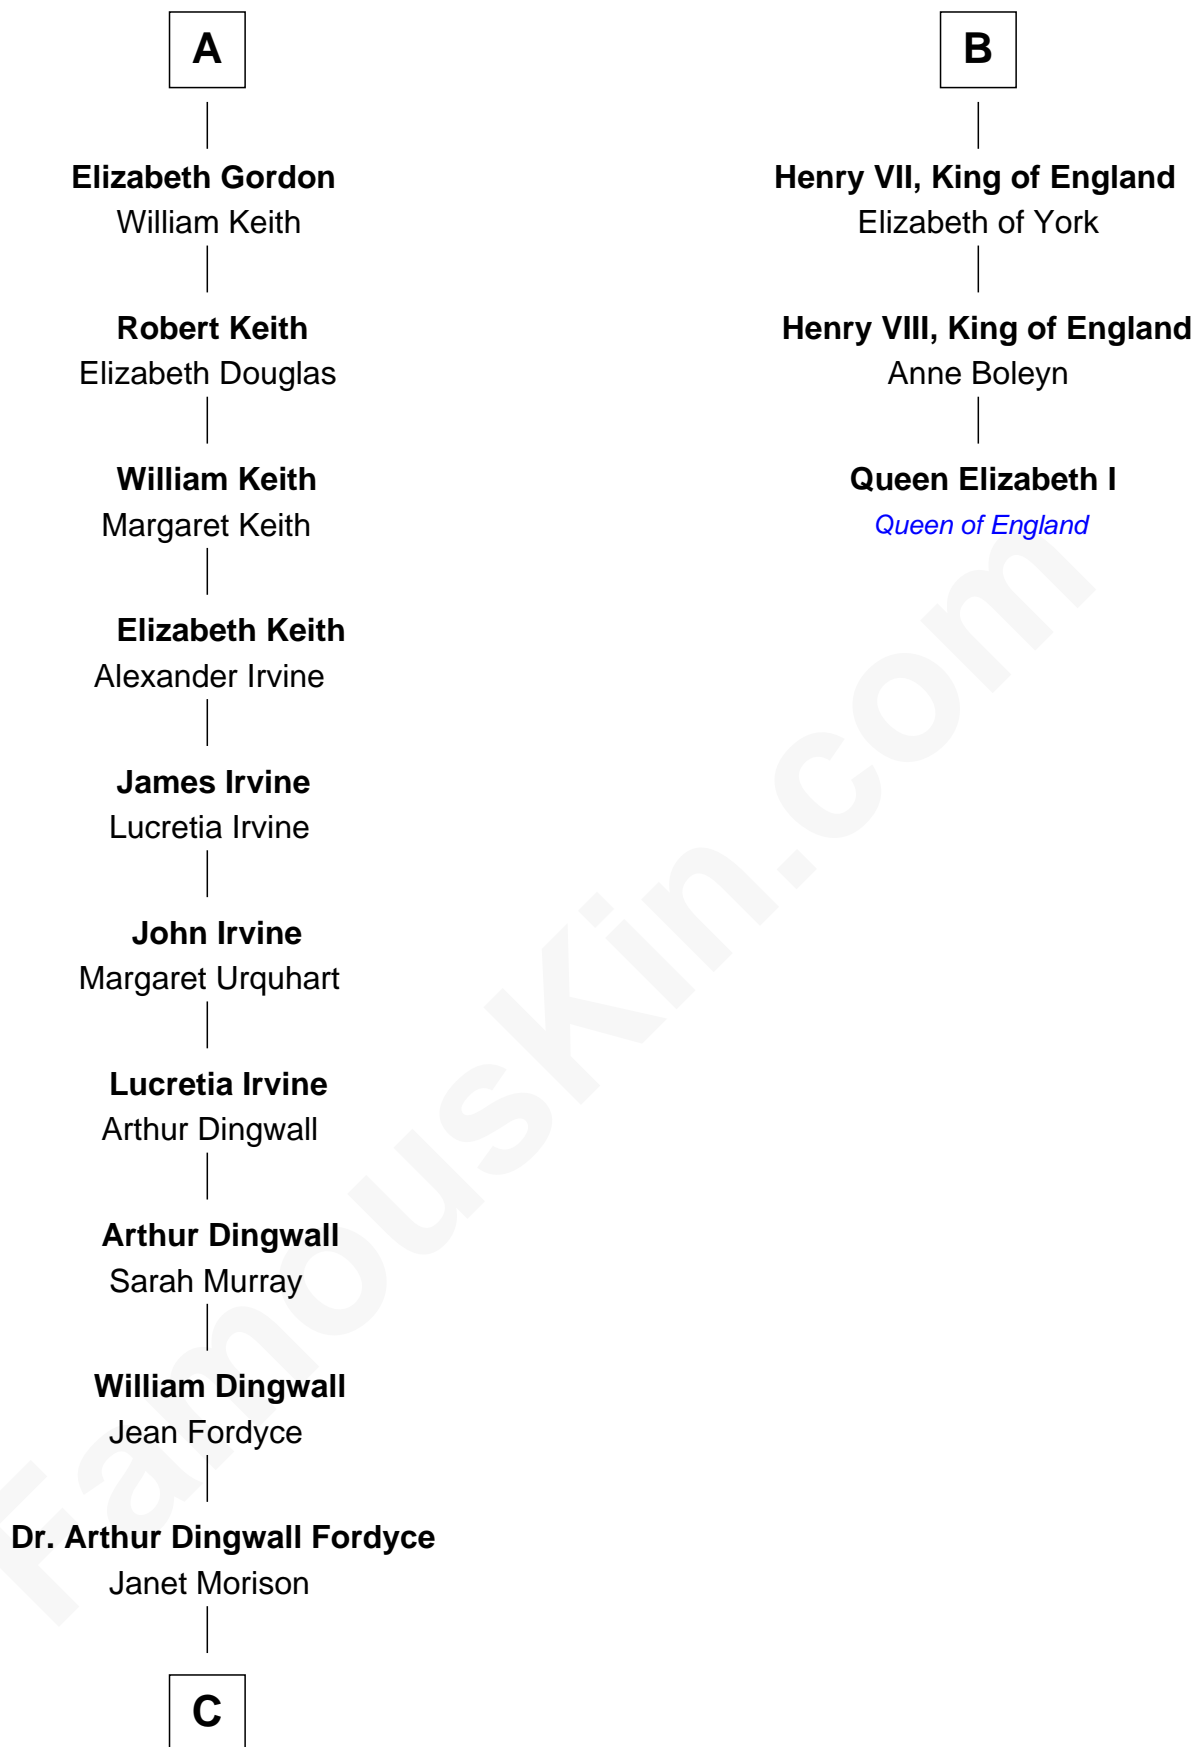 A
Elizabeth Gordon
William Keith
Robert Keith
Elizabeth Douglas
William Keith
Margaret Keith
Elizabeth Keith
Alexander Irvine
James Irvine
Lucretia Irvine
John Irvine
Margaret Urquhart
Lucretia Irvine
Arthur Dingwall
Arthur Dingwall
Sarah Murray
William Dingwall
Jean Fordyce
Dr. Arthur Dingwall Fordyce
Janet Morison
C
B
Henry VII, King of England
Elizabeth of York
Henry VIII, King of England
Anne Boleyn
Queen Elizabeth I
Queen of England
FamousKin.com